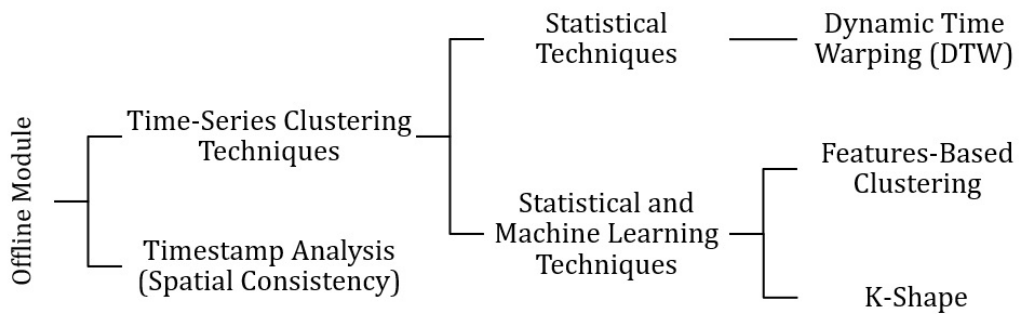 Offline Module
Time-Series Clustering
Techniques
Timestamp Analysis
(Spatial Consistency)
Statistical
Techniques
Statistical and
Machine Learning
Techniques
Dynamic Time
Warping (DTW)
Features-Based
Clustering
K-Shape